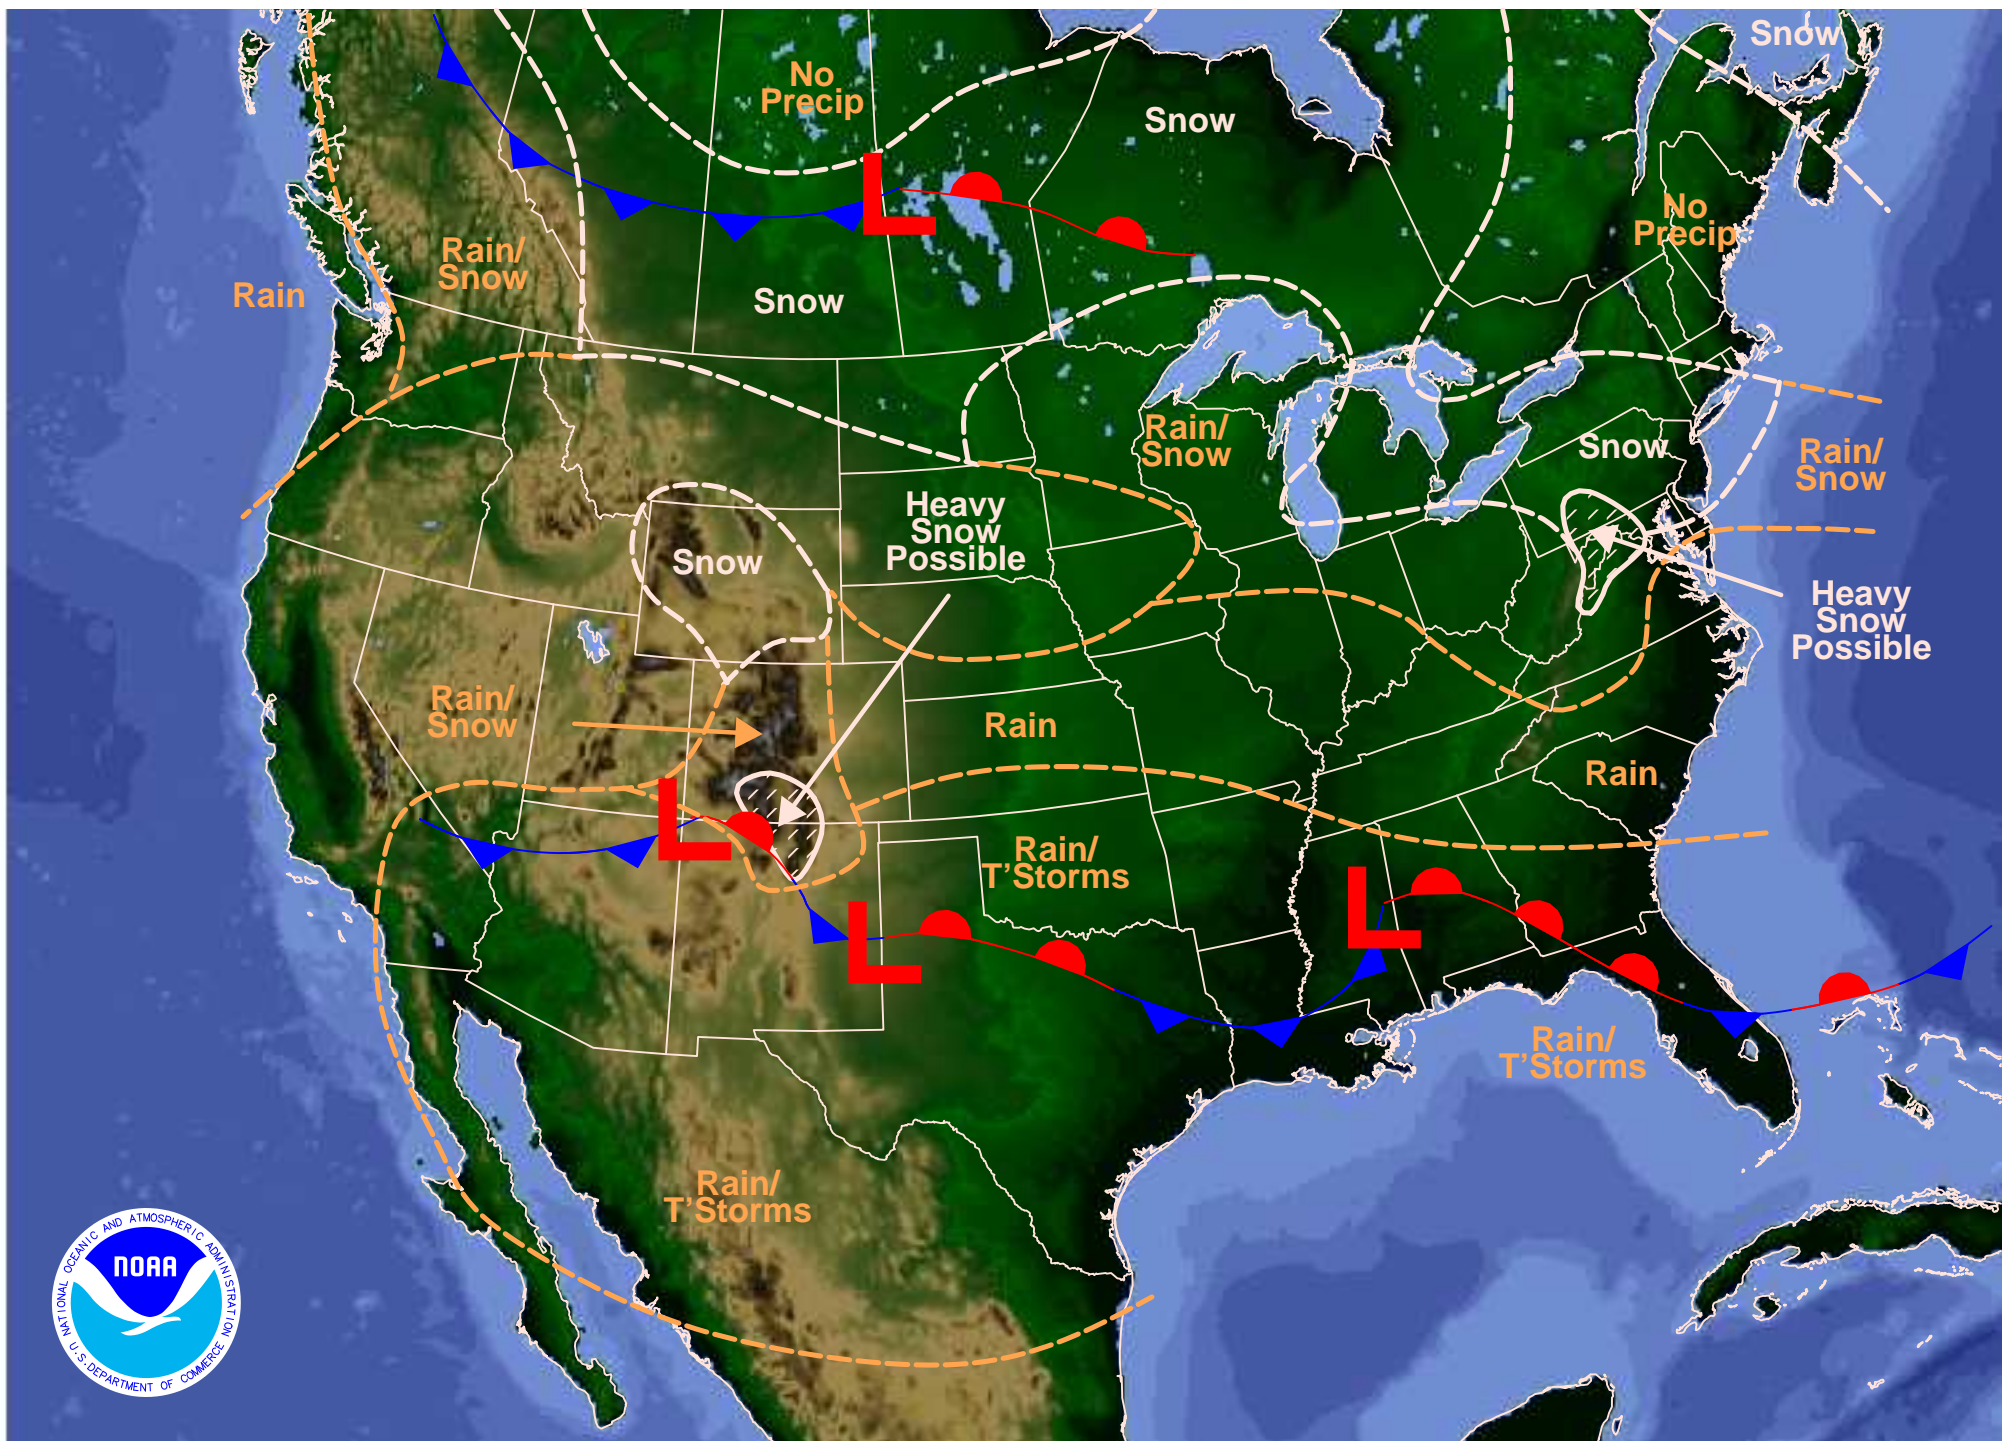 Snow
No
Precip
Snow
No
Precip
Rain/
Snow
Rain
Snow
Rain/
Snow
Snow
Rain/
Snow
Heavy
Snow
Possible
Snow
Heavy
Snow
Possible
Rain/
Snow
Rain
Rain
Rain/
T'Storms
Rain/
T'Storms
Rain/
T'Storms
NATIONAL OCEANIC AND ATMOSPHERIC ADMINISTRATION
NOAA
U.S. DEPARTMENT OF COMMERCE